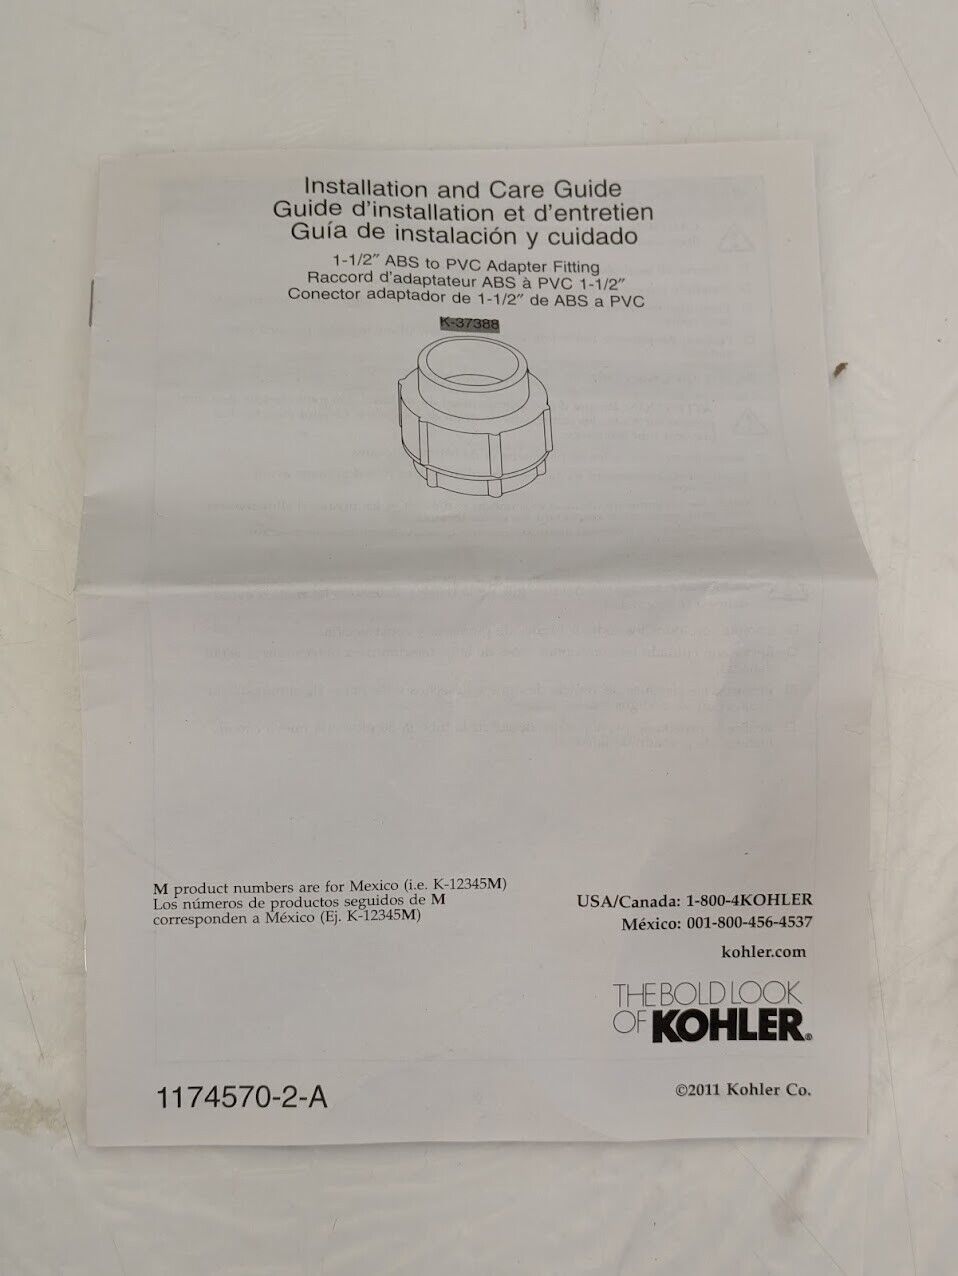 Installation and Care Guide
Guide d'installation et d'entretien
Guía de instalación y cuidado
1-1/2″ ABS to PVC Adapter Fitting
Raccord d'adaptateur ABS à PVC 1-1/2″
Conector adaptador de 1-1/2″ de ABS a PVC
K-37388
M product numbers are for Mexico (i.e. K-12345M)
Los números de productos seguidos de M
corresponden a México (Ej. K-12345M)
USA/Canada: 1-800-4KOHLER
México: 001-800-456-4537
kohler.com
THE BOLD LOOK
OF KOHLER®
1174570-2-A
©2011 Kohler Co.